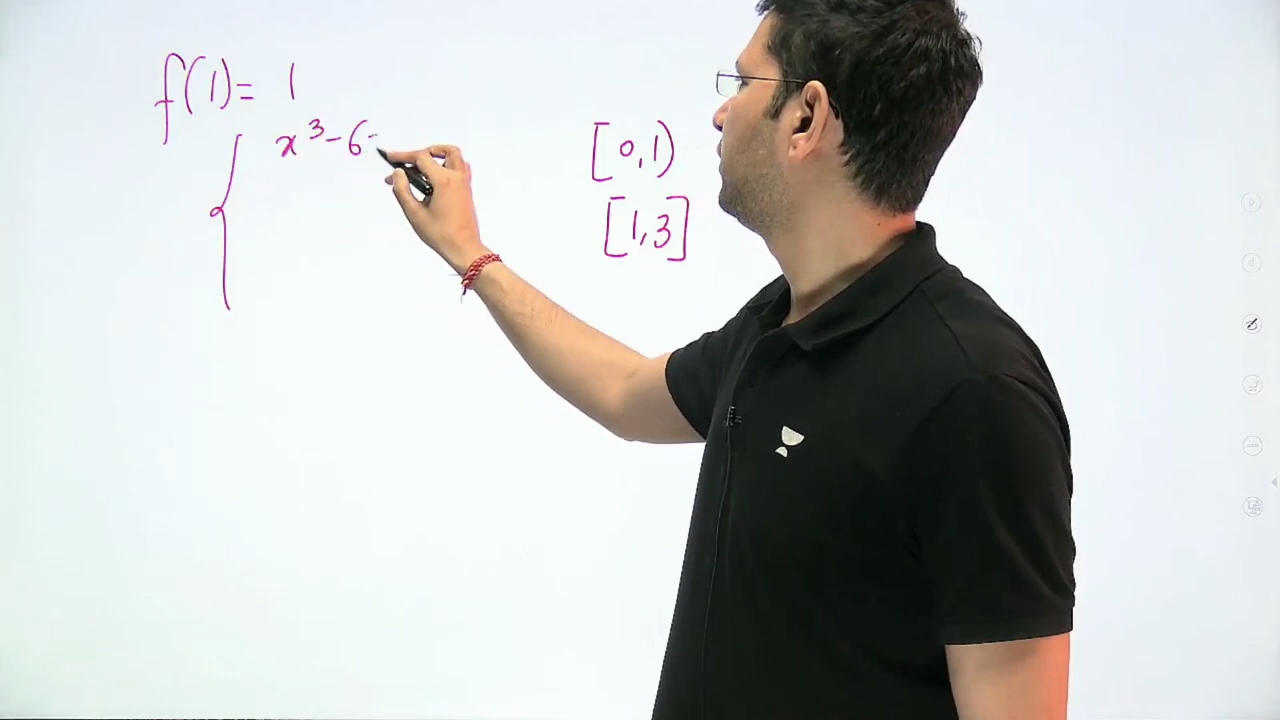 f(1) = 1
x³-6 [0,1)
[1,3]